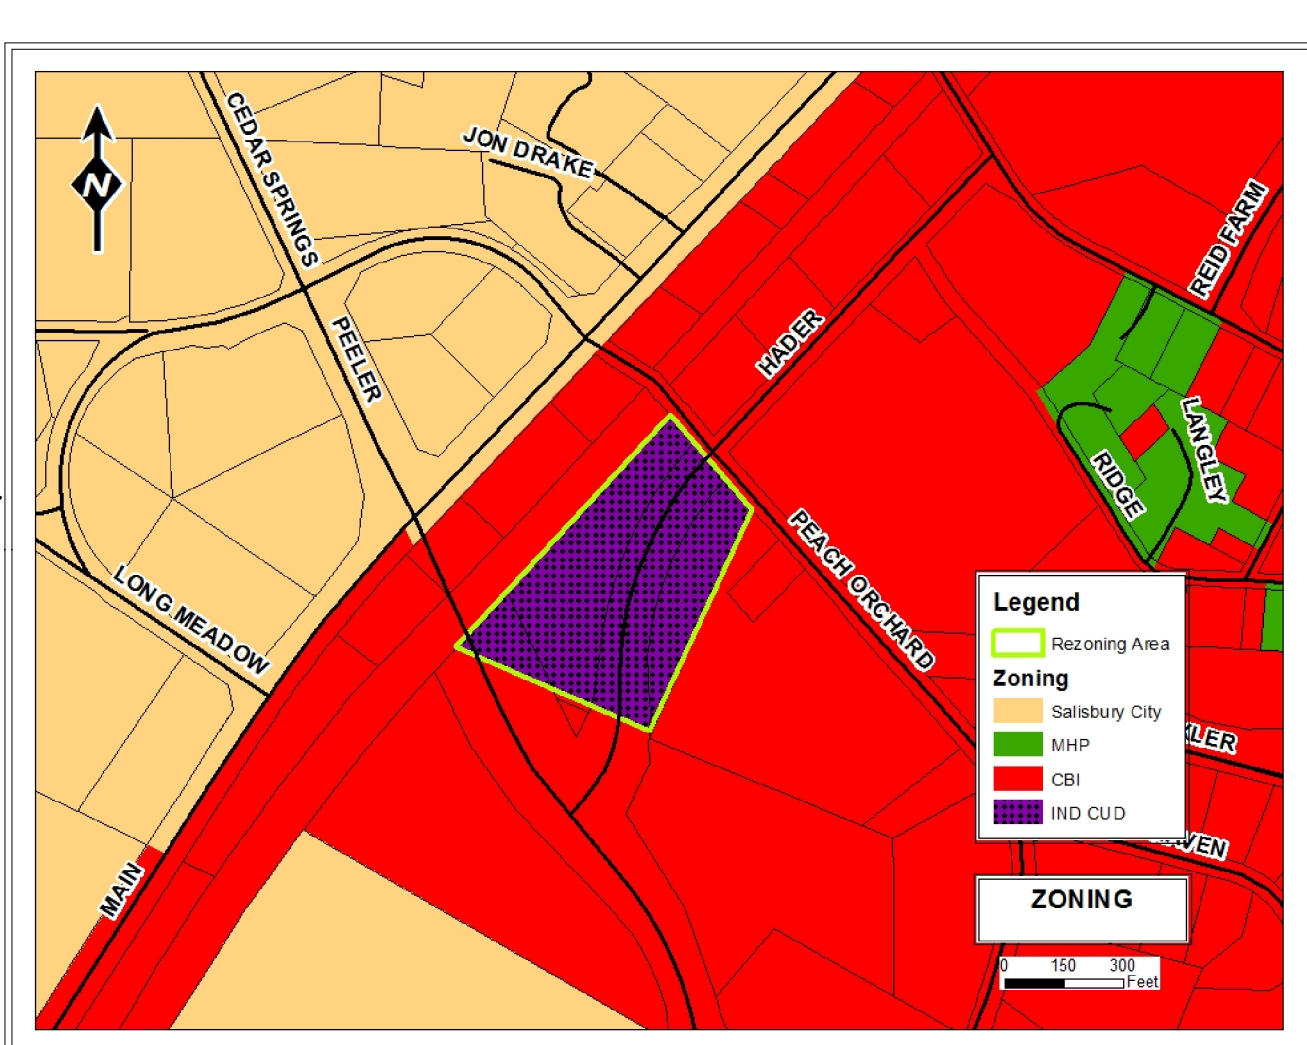 CEDAR SPRINGS
JON DRAKE
N
REID FARM
PEELER
HADER
LANGLEY
RIDGE
PEACH ORCHARD
LONG MEADOW
MAIN
Legend
Rezoning Area
Zoning
Salisbury City
MHP
CBI
IND CUD
ZONING
0 150 300
Feet